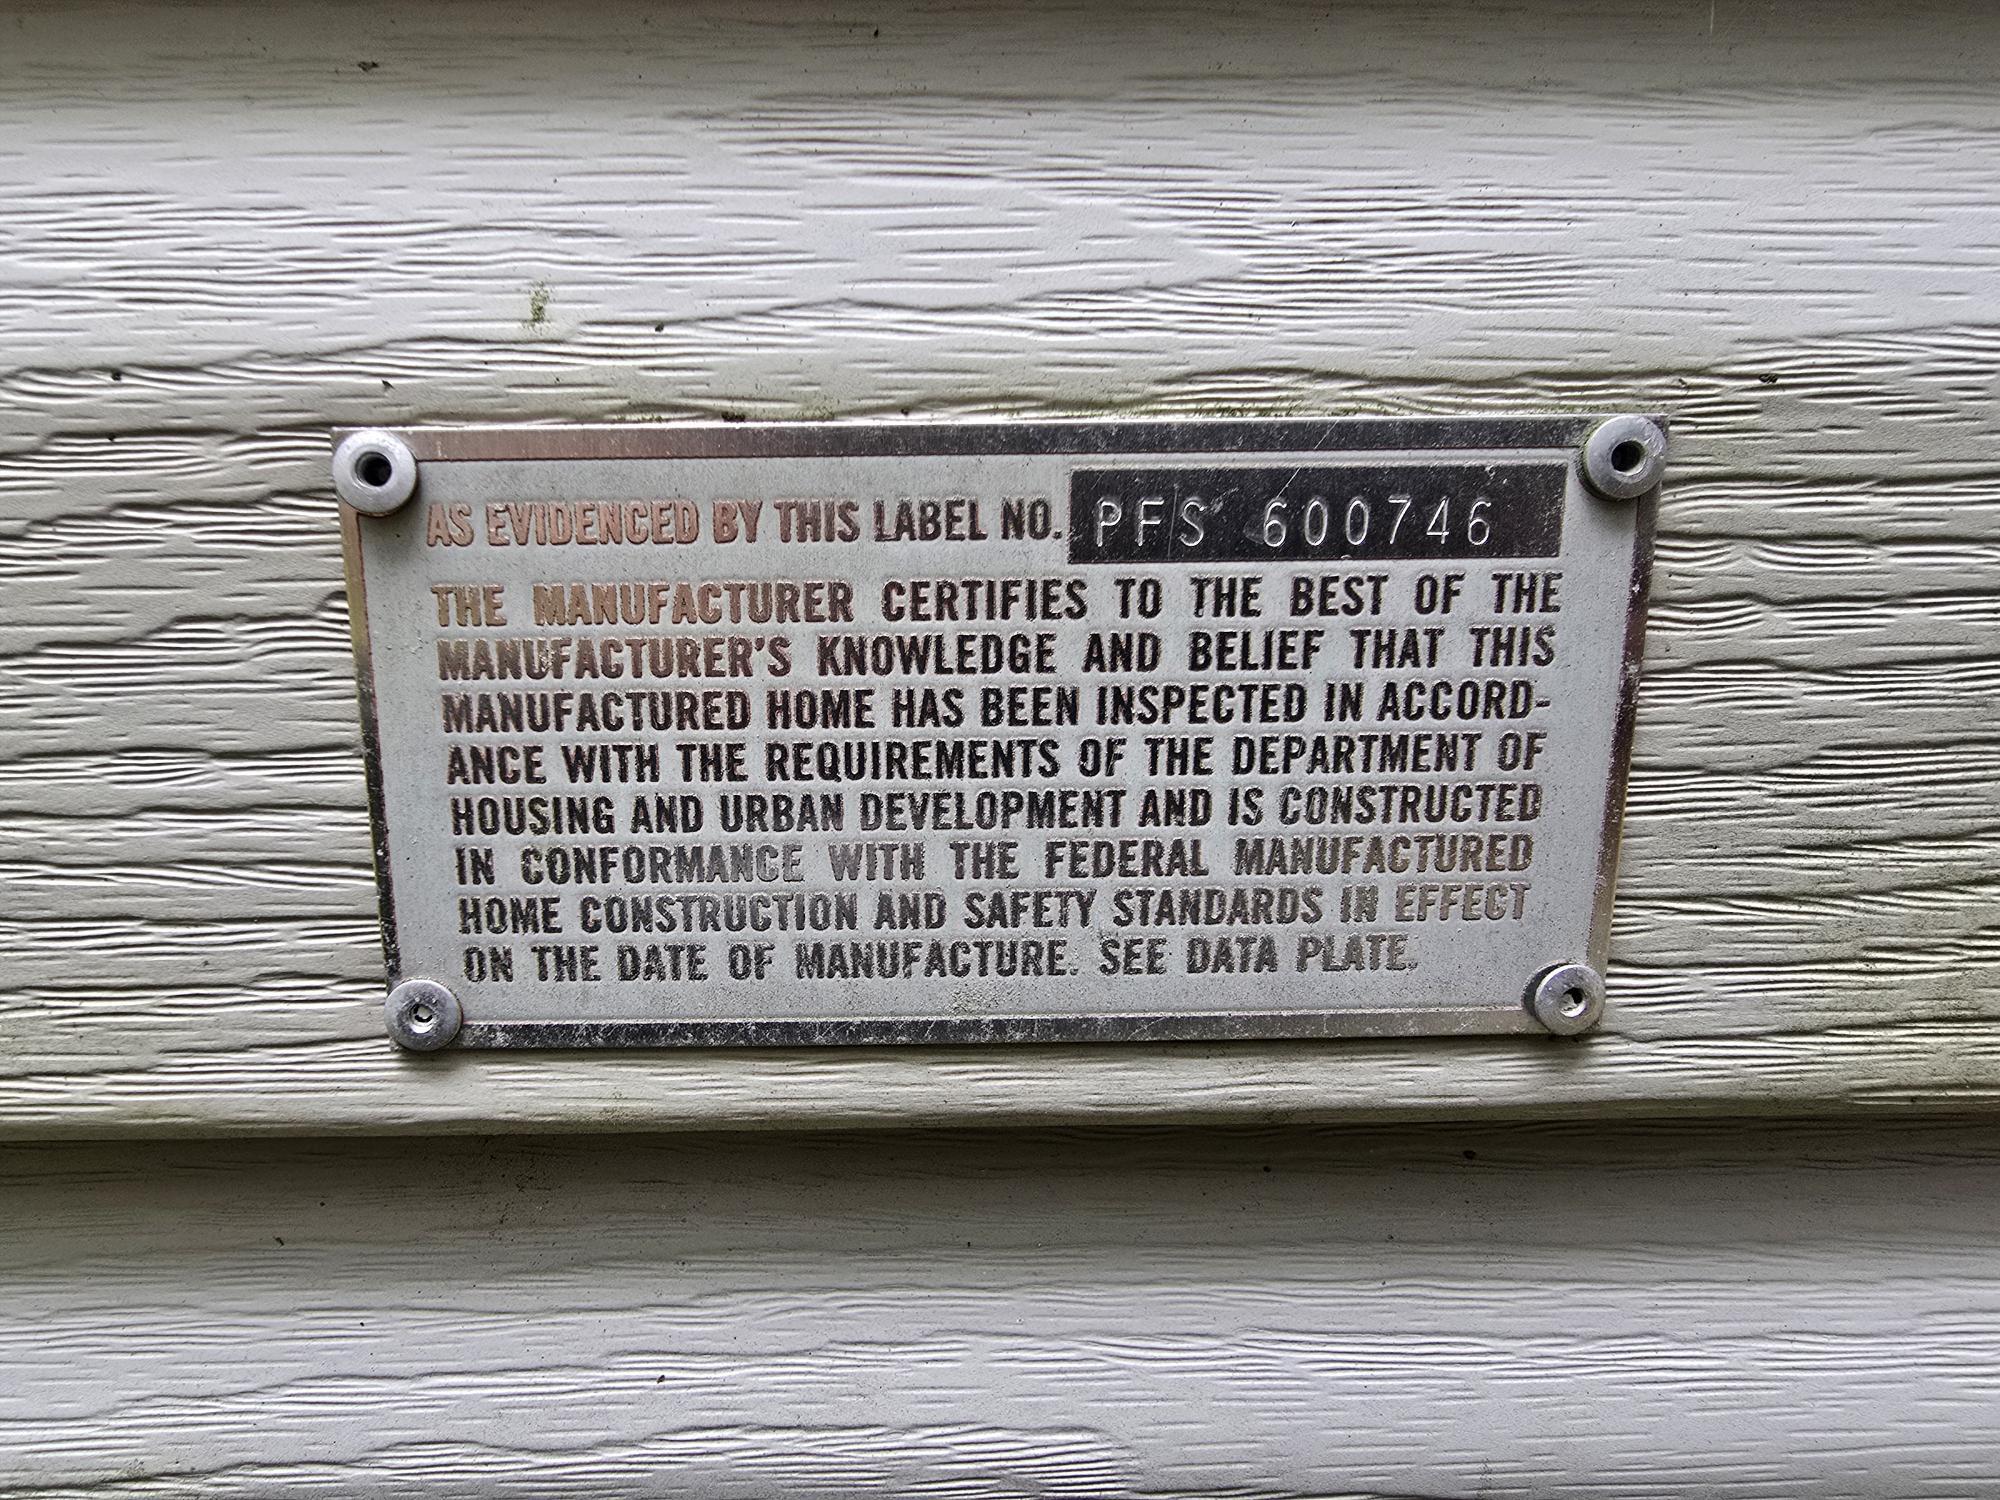 AS EVIDENCED BY THIS LABEL NO. PFS 600746
THE MANUFACTURER CERTIFIES TO THE BEST OF THE
MANUFACTURER'S KNOWLEDGE AND BELIEF THAT THIS
MANUFACTURED HOME HAS BEEN INSPECTED IN ACCORD-
ANCE WITH THE REQUIREMENTS OF THE DEPARTMENT OF
HOUSING AND URBAN DEVELOPMENT AND IS CONSTRUCTED
IN CONFORMANCE WITH THE FEDERAL MANUFACTURED
HOME CONSTRUCTION AND SAFETY STANDARDS IN EFFECT
ON THE DATE OF MANUFACTURE. SEE DATA PLATE.